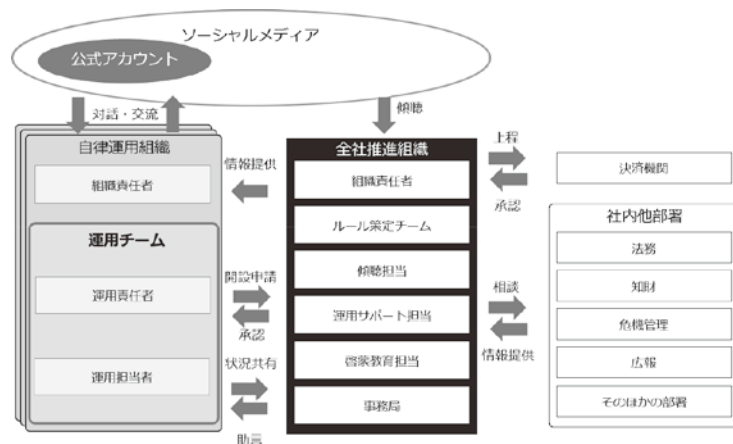 ソーシャルメディア
公式アカウント
対話・交流
傾聴
自律運用組織
組織責任者
運用チーム
運用責任者
運用担当者
情報提供
開設申請
承認
状況共有
助言
全社推進組織
組織責任者
ルール策定チーム
傾聴担当
運用サポート担当
啓蒙教育担当
事務局
上程
承認
決済機関
相談
情報提供
社内他部署
法務
知財
危機管理
広報
そのほかの部署